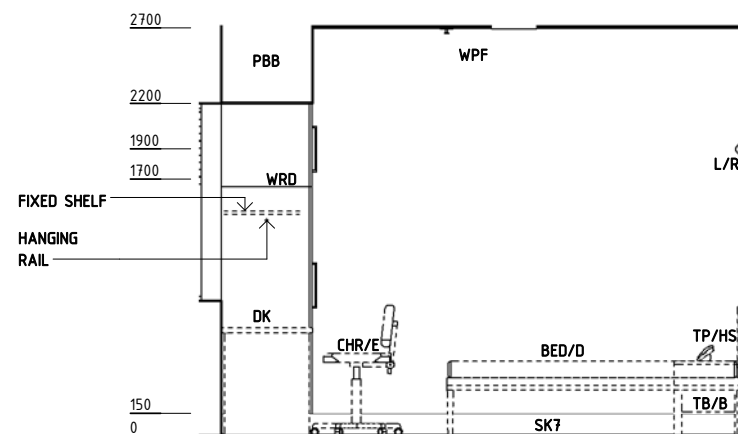 2700
PBB
WPF
2200
1900
L/R
1700
WRD
FIXED SHELF
HANGING
RAIL
DK
CHR/E
BED/D
TP/HS
TB/B
150
SK7
0